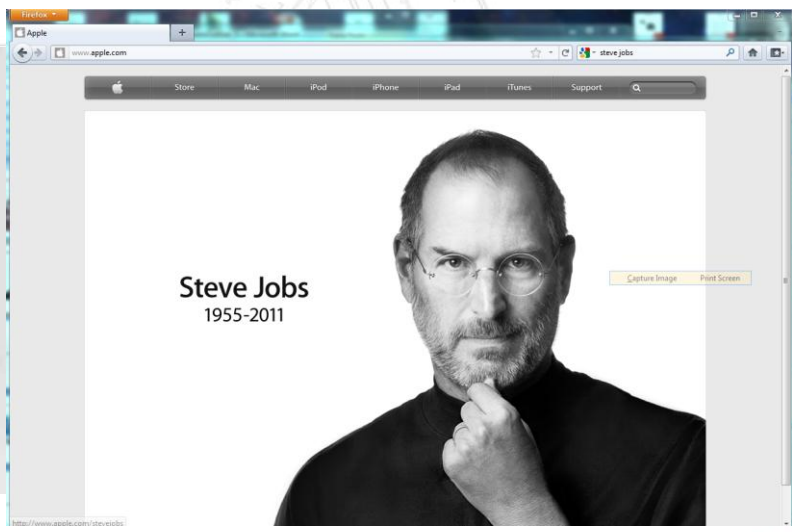 Firefox
Apple
www.apple.com
steve jobs
Store Mac iPod iPhone iPad iTunes Support
Capture Image Print Screen
Steve Jobs
1955-2011
http://www.apple.com/stevejobs